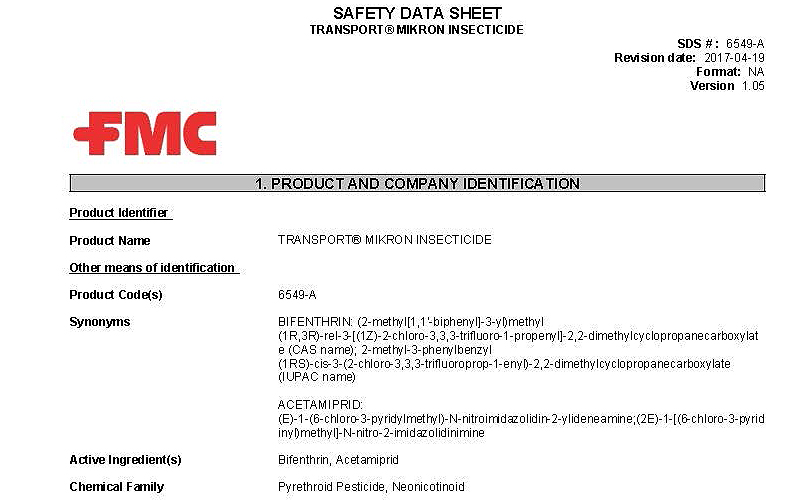 SAFETY DATA SHEET
TRANSPORT® MIKRON INSECTICIDE
SDS # : 6549-A
Revision date: 2017-04-19
Format: NA
Version 1.05
FMC
1. PRODUCT AND COMPANY IDENTIFICATION
Product Identifier
Product Name TRANSPORT® MIKRON INSECTICIDE
Other means of identification
Product Code(s) 6549-A
Synonyms BIFENTHRIN: (2-methyl[1,1'-biphenyl]-3-yl)methyl
(1R,3R)-rel-3-[(1Z)-2-chloro-3,3,3-trifluoro-1-propenyl]-2,2-dimethylcyclopropanecarboxylat
e (CAS name); 2-methyl-3-phenylbenzyl
(1RS)-cis-3-(2-chloro-3,3,3-trifluoroprop-1-enyl)-2,2-dimethylcyclopropanecarboxylate
(IUPAC name)
ACETAMIPRID:
(E)-1-(6-chloro-3-pyridylmethyl)-N-nitroimidazolidin-2-ylideneamine;(2E)-1-[(6-chloro-3-pyrid
inyl)methyl]-N-nitro-2-imidazolidinimine
Active Ingredient(s) Bifenthrin, Acetamiprid
Chemical Family Pyrethroid Pesticide, Neonicotinoid